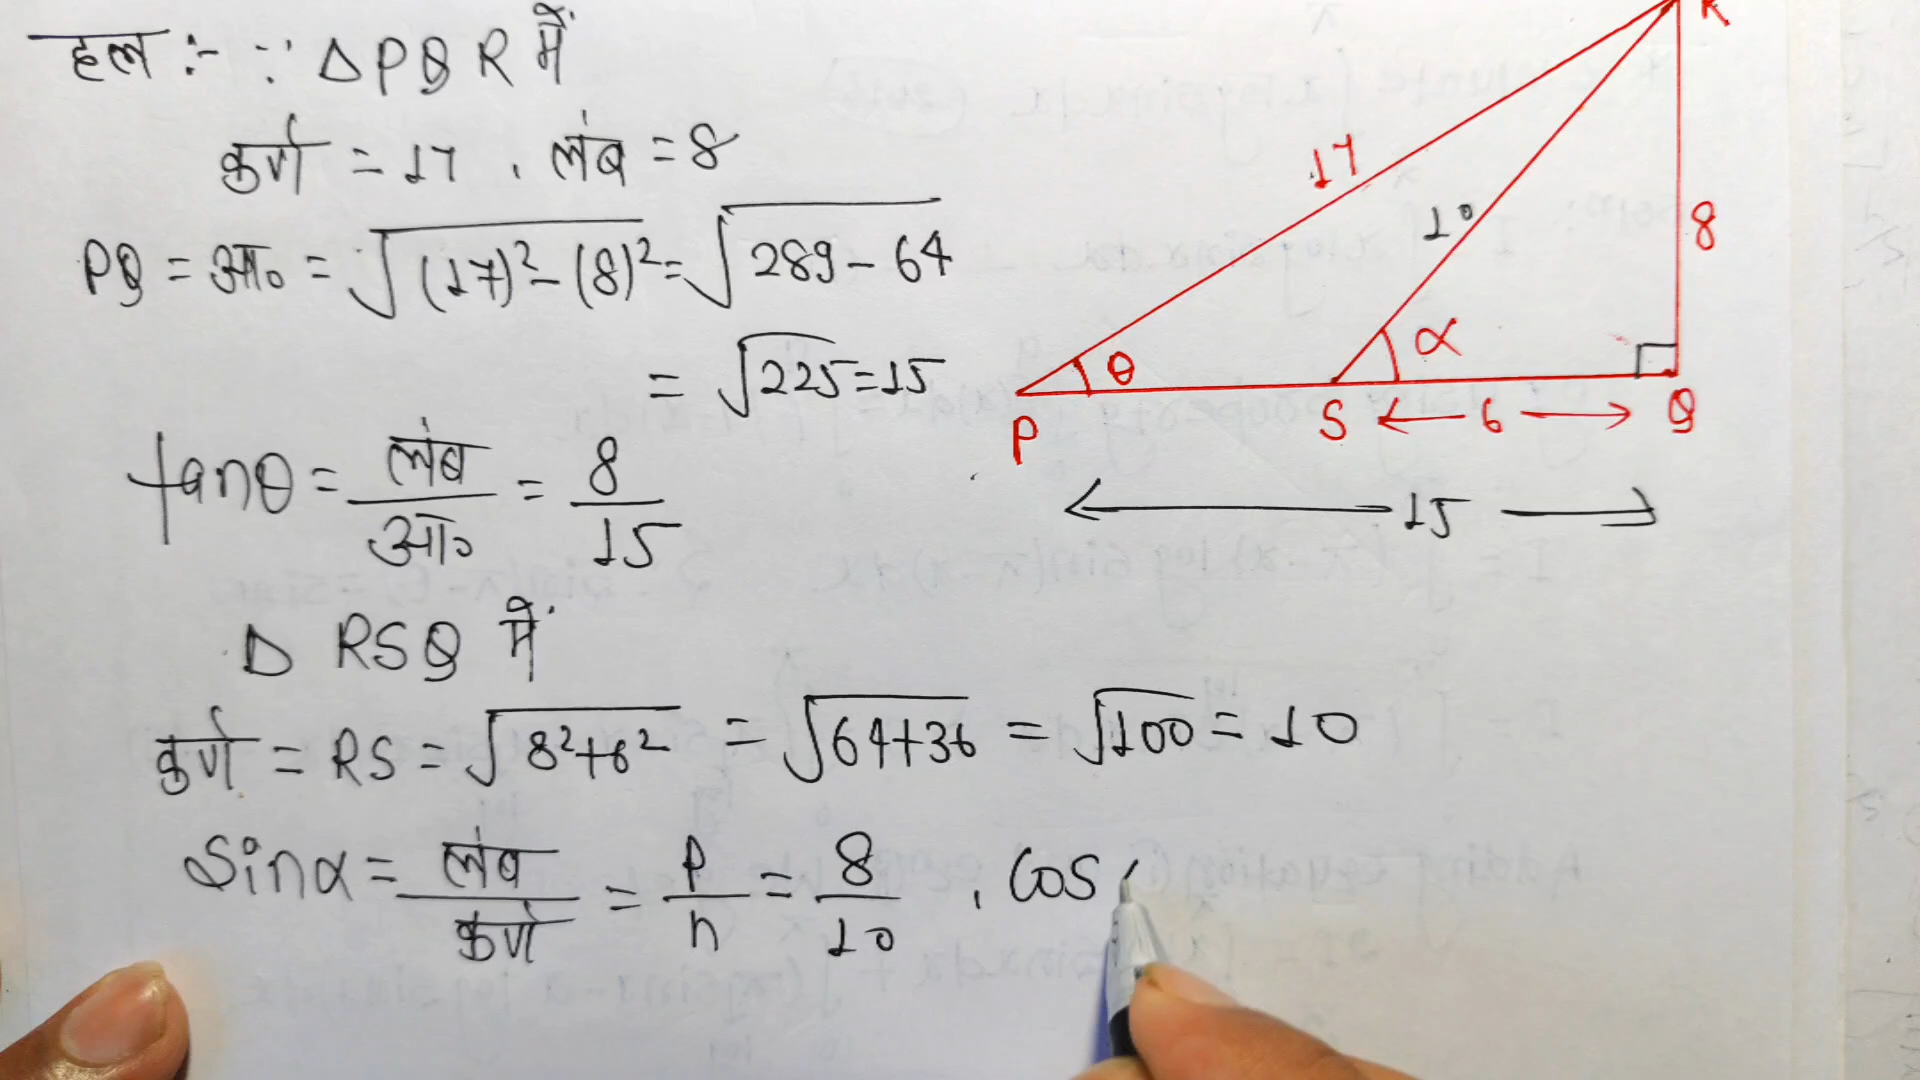 हल :- ∵ Δ PQR में
कर्ण = 17 , लंब = 8
PQ = आ० = √(17)² - (8)² = √289 - 64
= √225 = 15
tanθ = लंब/आ० = 8/15
Δ RSQ में
कर्ण = RS = √8²+6² = √64+36 = √100 = 10
Sinα = लंब/कर्ण = P/h = 8/10 , Cos
R
17
10
8
θ
α
P
S
6
Q
15